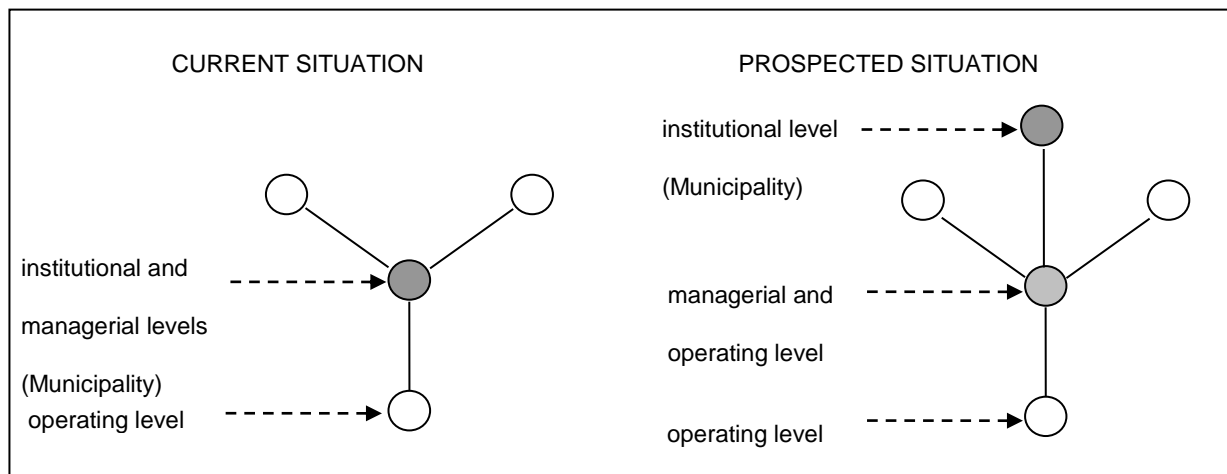 CURRENT SITUATION
institutional and
managerial levels
(Municipality)
operating level
PROSPECTED SITUATION
institutional level
(Municipality)
managerial and
operating level
operating level